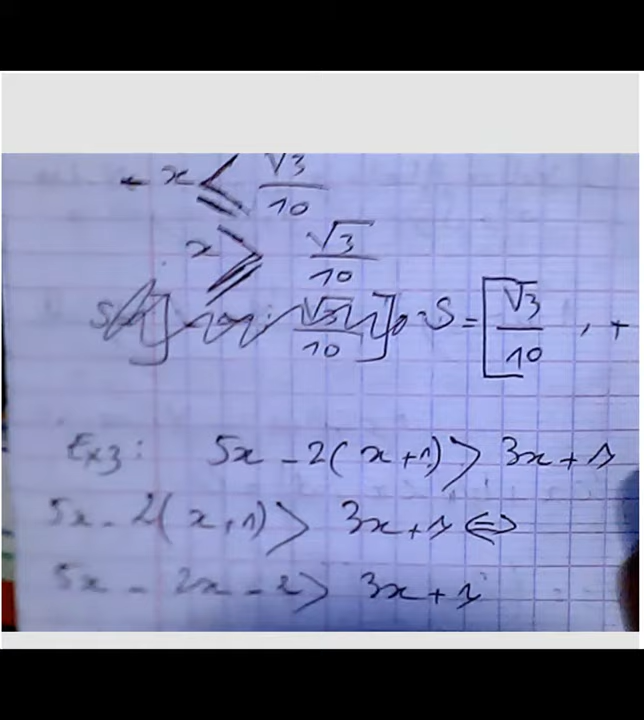 - x ≤ √3/10
x ≥ √3/10
S = [√3/10 , +
Ex3: 5x - 2(x+1) > 3x + 1
5x - 2(x+1) > 3x+1 ⇔
5x - 2x - 2 > 3x + 1